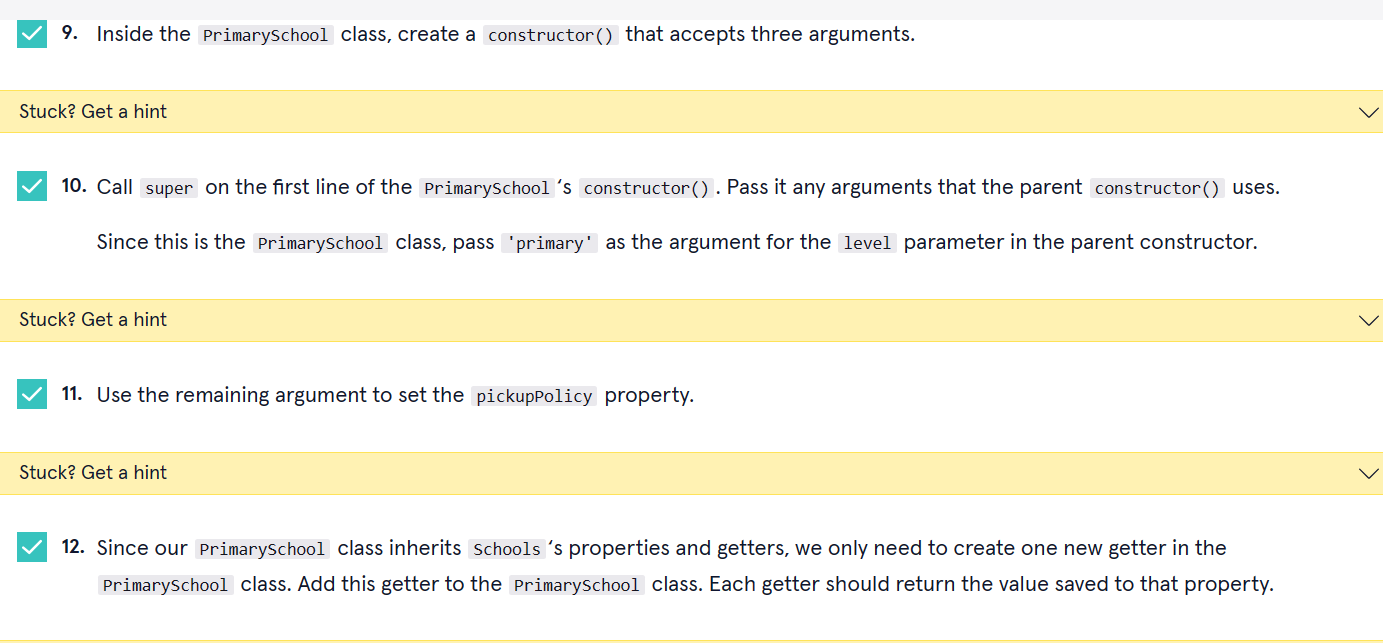 9. Inside the PrimarySchool class, create a constructor() that accepts three arguments.
Stuck? Get a hint
10. Call super on the first line of the PrimarySchool‘s constructor(). Pass it any arguments that the parent constructor() uses.
Since this is the PrimarySchool class, pass 'primary' as the argument for the level parameter in the parent constructor.
Stuck? Get a hint
11. Use the remaining argument to set the pickupPolicy property.
Stuck? Get a hint
12. Since our PrimarySchool class inherits Schools‘s properties and getters, we only need to create one new getter in the
PrimarySchool class. Add this getter to the PrimarySchool class. Each getter should return the value saved to that property.